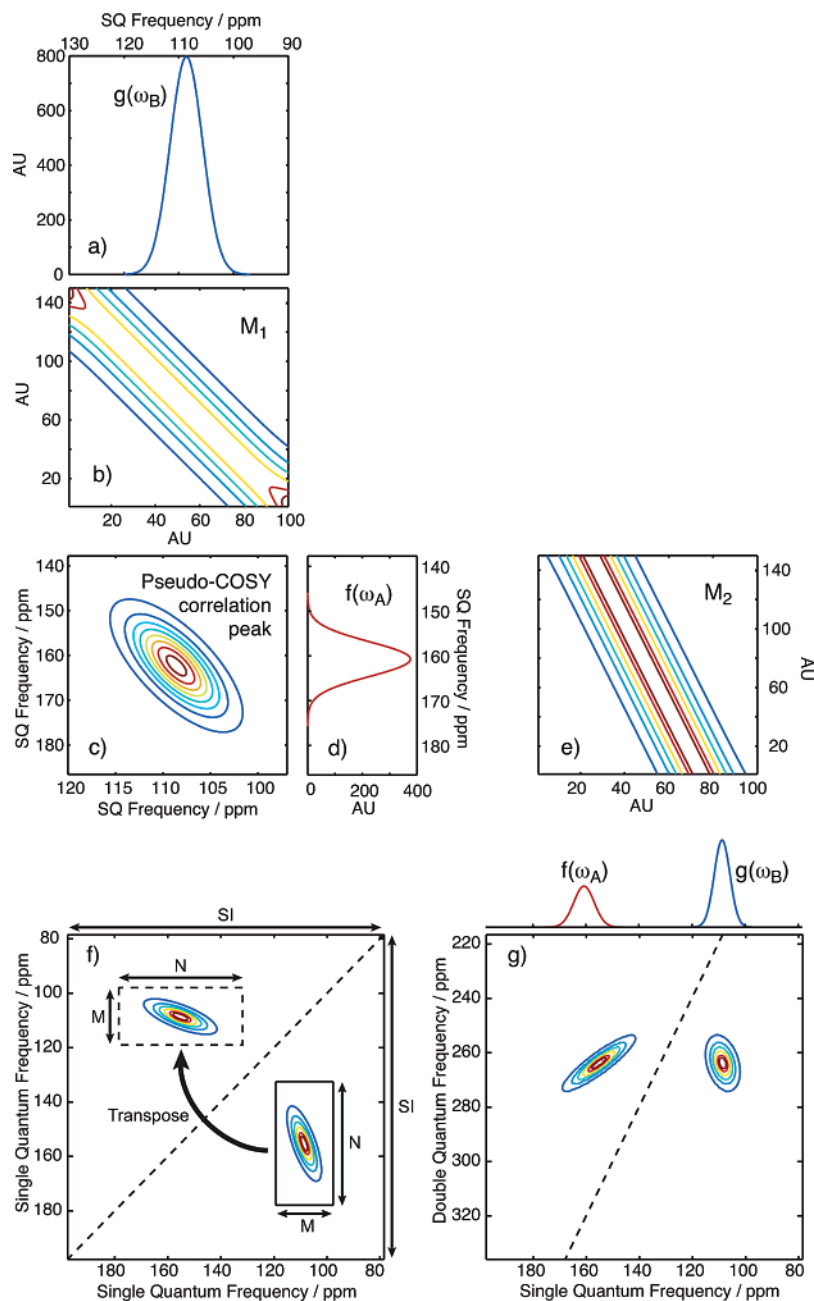 SQ Frequency / ppm
130 120 110 100 90
800
600
400
200
0
AU
g(ωB)
a)
140
100
60
20
AU
M1
b)
20 40 60 80 100
AU
140
150
160
170
180
SQ Frequency / ppm
Pseudo-COSY
correlation
peak
c)
120 115 110 105 100
SQ Frequency / ppm
f(ωA)
d)
0 200 400
AU
140
150
160
170
180
SQ Frequency / ppm
M2
e)
140
100
60
20
AU
20 40 60 80 100
AU
SI
f)
80
100
120
140
160
180
Single Quantum Frequency / ppm
N
M
Transpose
N
M
SI
180 160 140 120 100 80
Single Quantum Frequency / ppm
f(ωA)
g(ωB)
g)
220
240
260
280
300
320
Double Quantum Frequency / ppm
180 160 140 120 100 80
Single Quantum Frequency / ppm